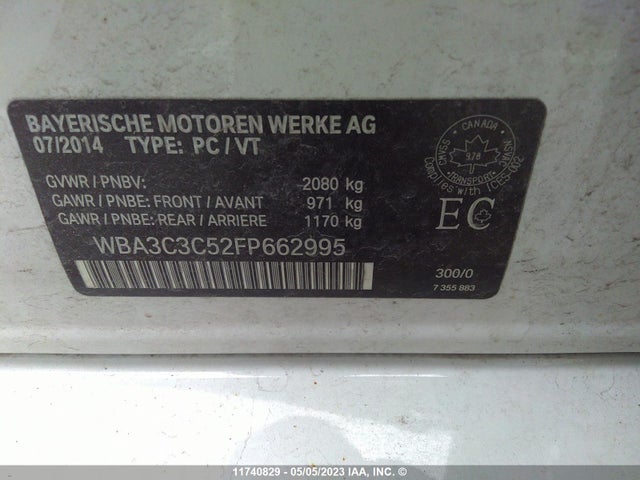 BAYERISCHE MOTOREN WERKE AG
07/2014 TYPE: PC / VT
GVWR / PNBV: 2080 kg
GAWR / PNBE: FRONT / AVANT 971 kg
GAWR / PNBE: REAR / ARRIERE 1170 kg
WBA3C3C52FP662995
CANADA
978
TRANSPORT
EC
300/0
7 355 883
11740829 - 05/05/2023 IAA, INC. ©